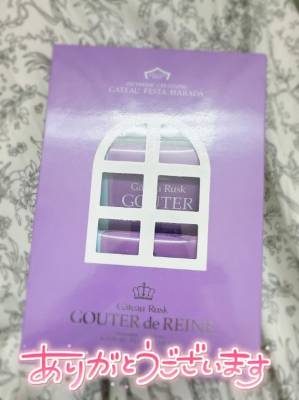 GATEAU FESTA HARADA
Gateau Rusk
GOUTER
Gateau Rusk
GOUTER de REINE
ありがとうございます